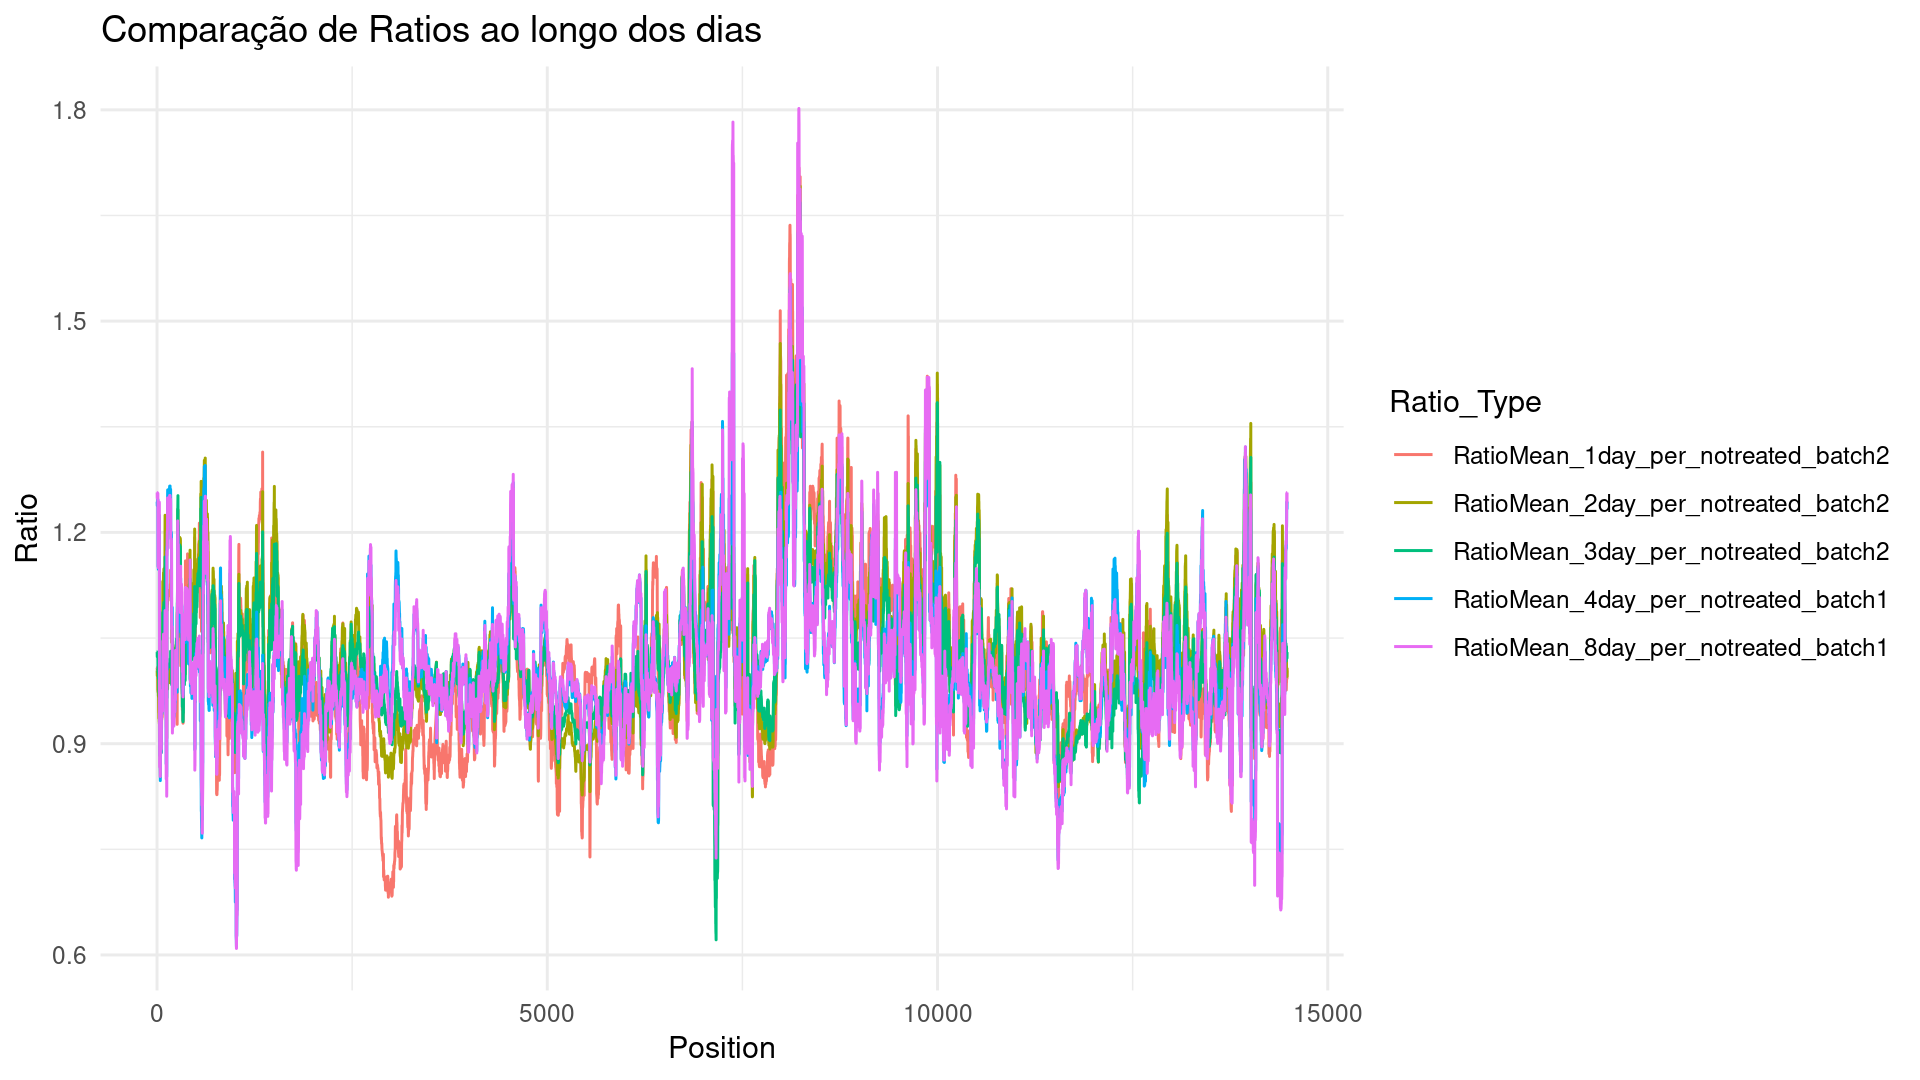 Comparação de Ratios ao longo dos dias
1.8
1.5
1.2
0.9
0.6
Ratio
0
5000
10000
15000
Position
Ratio_Type
RatioMean_1day_per_notreated_batch2
RatioMean_2day_per_notreated_batch2
RatioMean_3day_per_notreated_batch2
RatioMean_4day_per_notreated_batch1
RatioMean_8day_per_notreated_batch1